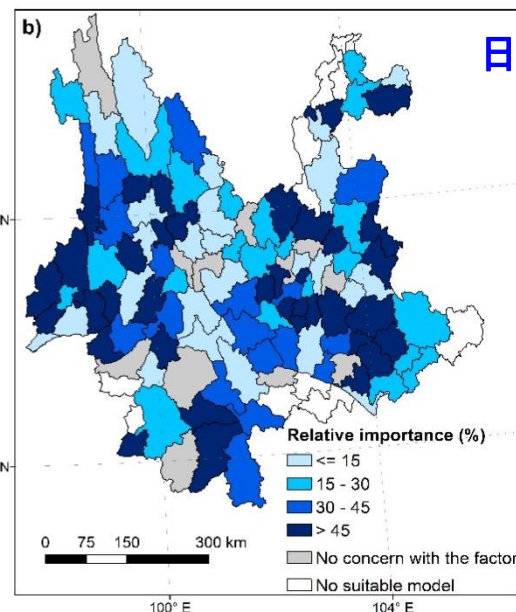 b)
日
N
N
Relative importance (%)
<= 15
15 - 30
30 - 45
> 45
No concern with the factor
No suitable model
0 75 150 300 km
100° E 104° E